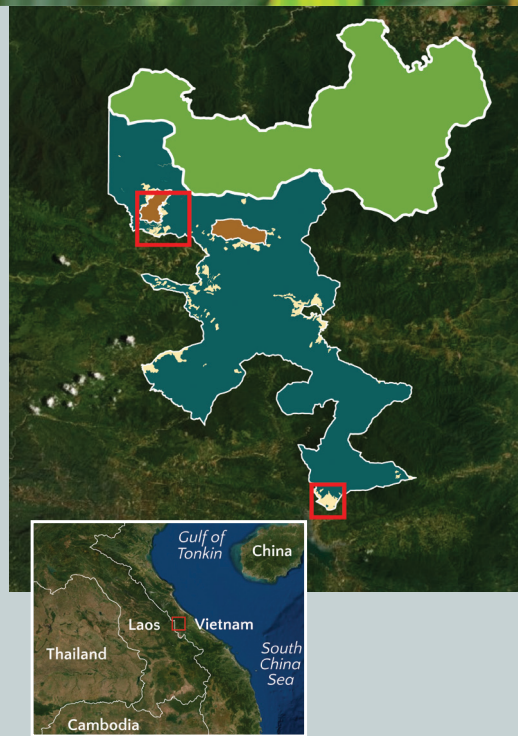 Gulf of
Tonkin
China
Laos
Vietnam
Thailand
South
China
Sea
Cambodia